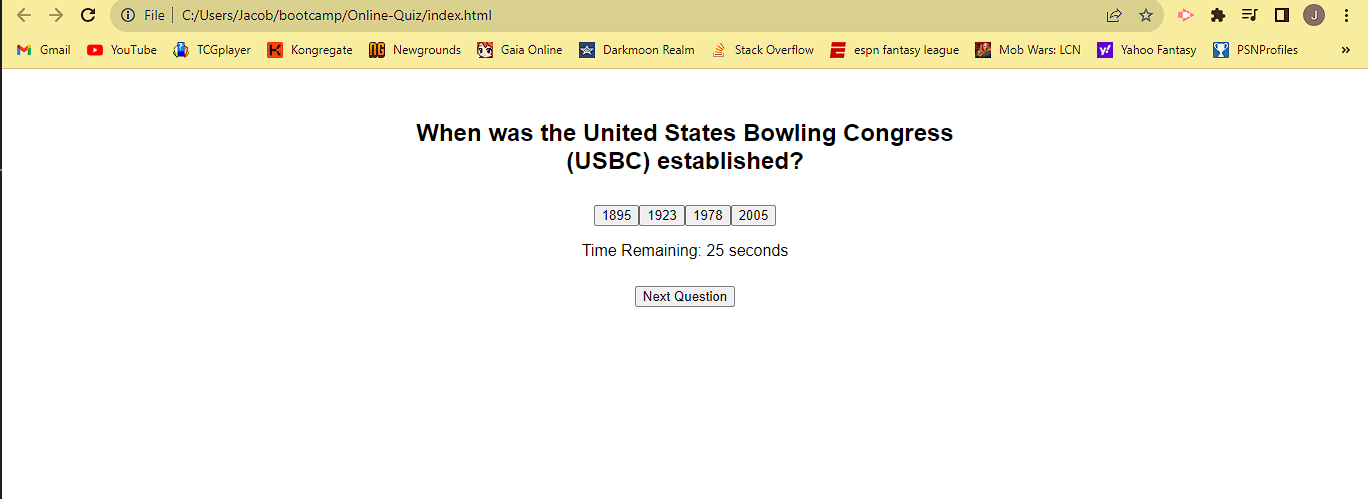 File C:/Users/Jacob/bootcamp/Online-Quiz/index.html J
Gmail YouTube TCGplayer Kongregate Newgrounds Gaia Online Darkmoon Realm Stack Overflow espn fantasy league Mob Wars: LCN Yahoo Fantasy PSNProfiles »
When was the United States Bowling Congress
(USBC) established?
1895 1923 1978 2005
Time Remaining: 25 seconds
Next Question